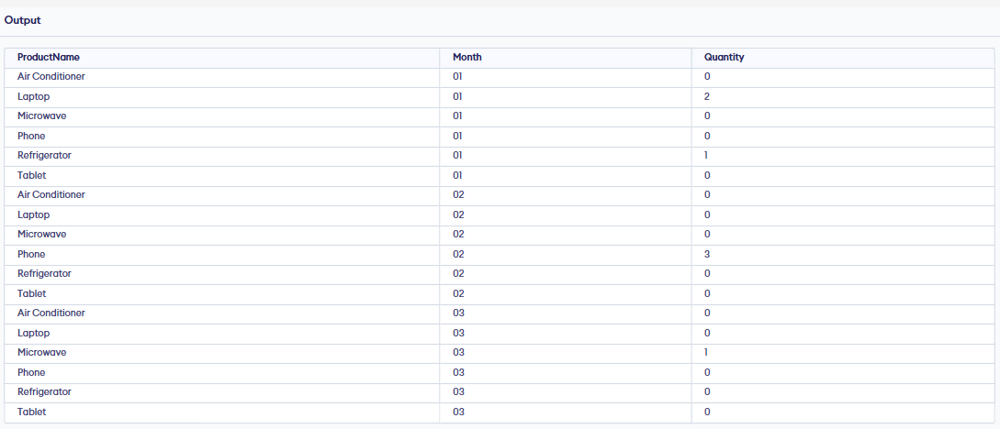 Output
ProductName Month Quantity
Air Conditioner 01 0
Laptop 01 2
Microwave 01 0
Phone 01 0
Refrigerator 01 1
Tablet 01 0
Air Conditioner 02 0
Laptop 02 0
Microwave 02 0
Phone 02 3
Refrigerator 02 0
Tablet 02 0
Air Conditioner 03 0
Laptop 03 0
Microwave 03 1
Phone 03 0
Refrigerator 03 0
Tablet 03 0